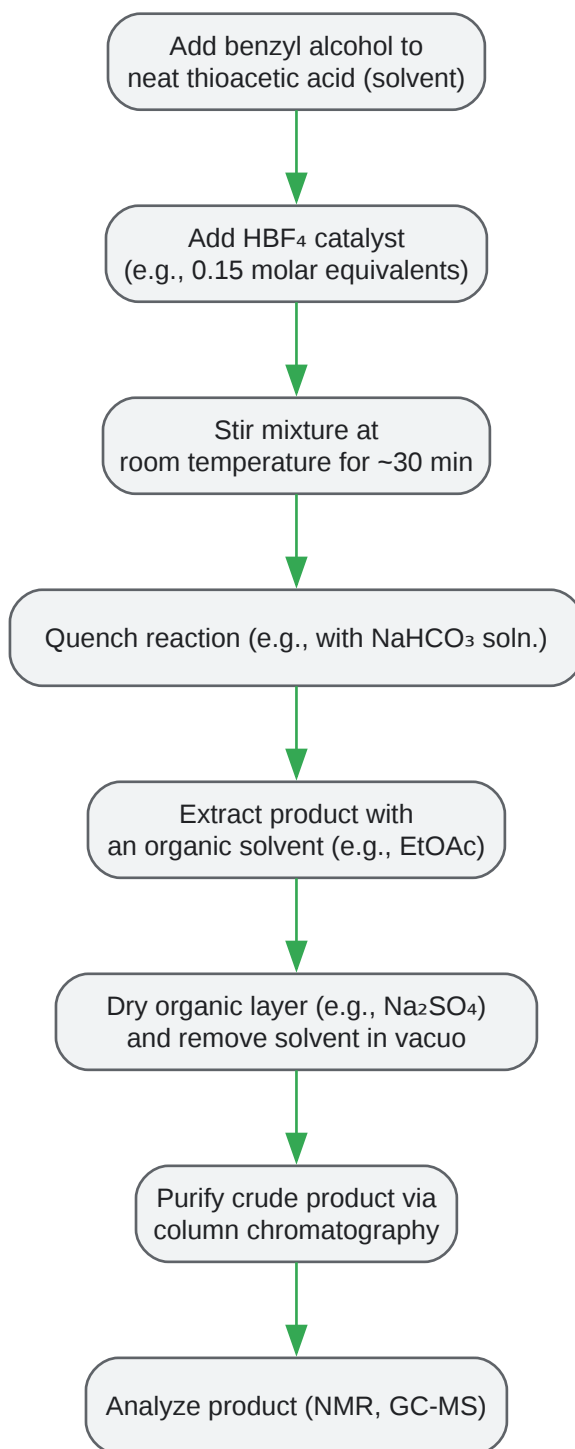 Add benzyl alcohol to
neat thioacetic acid (solvent)
Add HBF₄ catalyst
(e.g., 0.15 molar equivalents)
Stir mixture at
room temperature for ~30 min
Quench reaction (e.g., with NaHCO₃ soln.)
Extract product with
an organic solvent (e.g., EtOAc)
Dry organic layer (e.g., Na₂SO₄)
and remove solvent in vacuo
Purify crude product via
column chromatography
Analyze product (NMR, GC-MS)